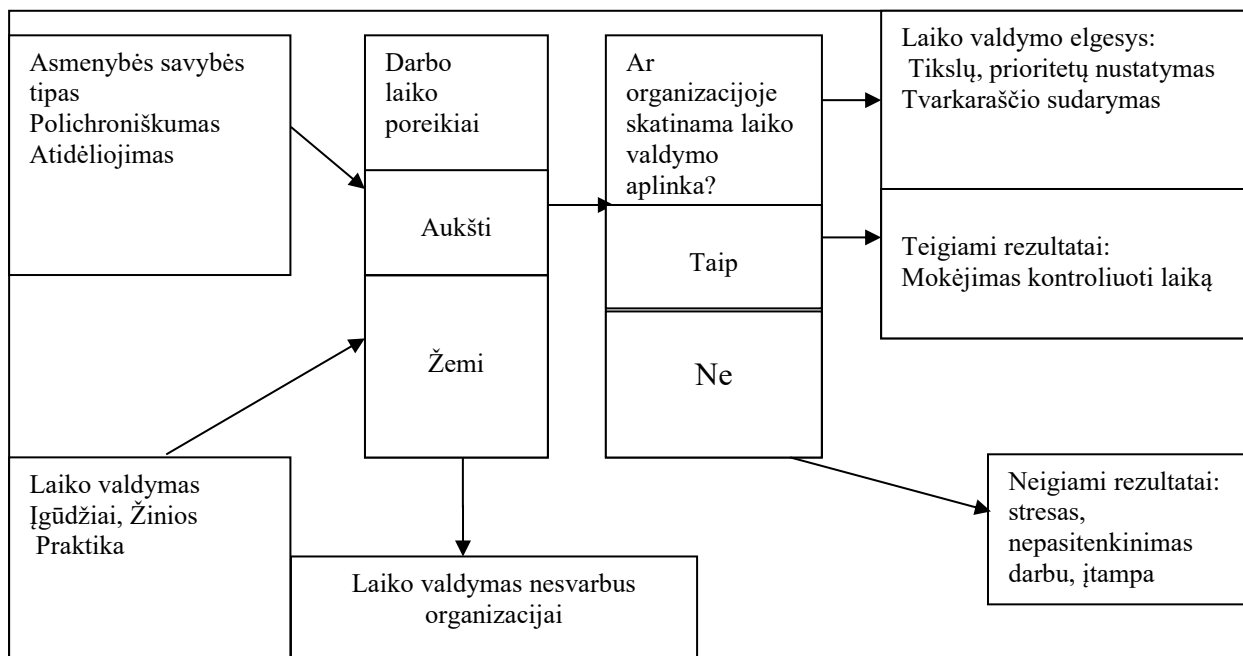 Asmenybės savybės
tipas
Polichroniškumas
Atidėliojimas
Darbo
laiko
poreikiai
Aukšti
Žemi
Ar
organizacijoje
skatinama laiko
valdymo
aplinka?
Taip
Ne
Laiko valdymo elgesys:
Tikslų, prioritetų nustatymas
Tvarkaraščio sudarymas
Teigiami rezultatai:
Mokėjimas kontroliuoti laiką
Laiko valdymas
Įgūdžiai, Žinios
Praktika
Laiko valdymas nesvarbus
organizacijai
Neigiami rezultatai:
stresas,
nepasitenkinimas
darbu, įtampa